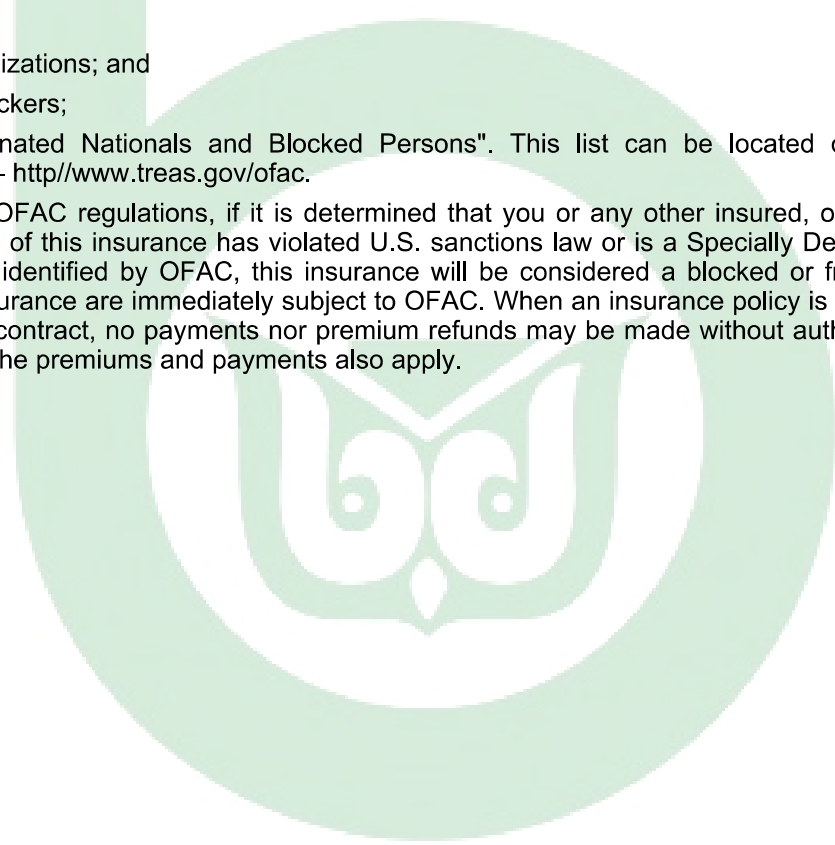 izations; and
ckers;
nated Nationals and Blocked Persons". This list can be located o
– http//www.treas.gov/ofac.
OFAC regulations, if it is determined that you or any other insured, o
of this insurance has violated U.S. sanctions law or is a Specially De
identified by OFAC, this insurance will be considered a blocked or fr
urance are immediately subject to OFAC. When an insurance policy is
contract, no payments nor premium refunds may be made without auth
he premiums and payments also apply.